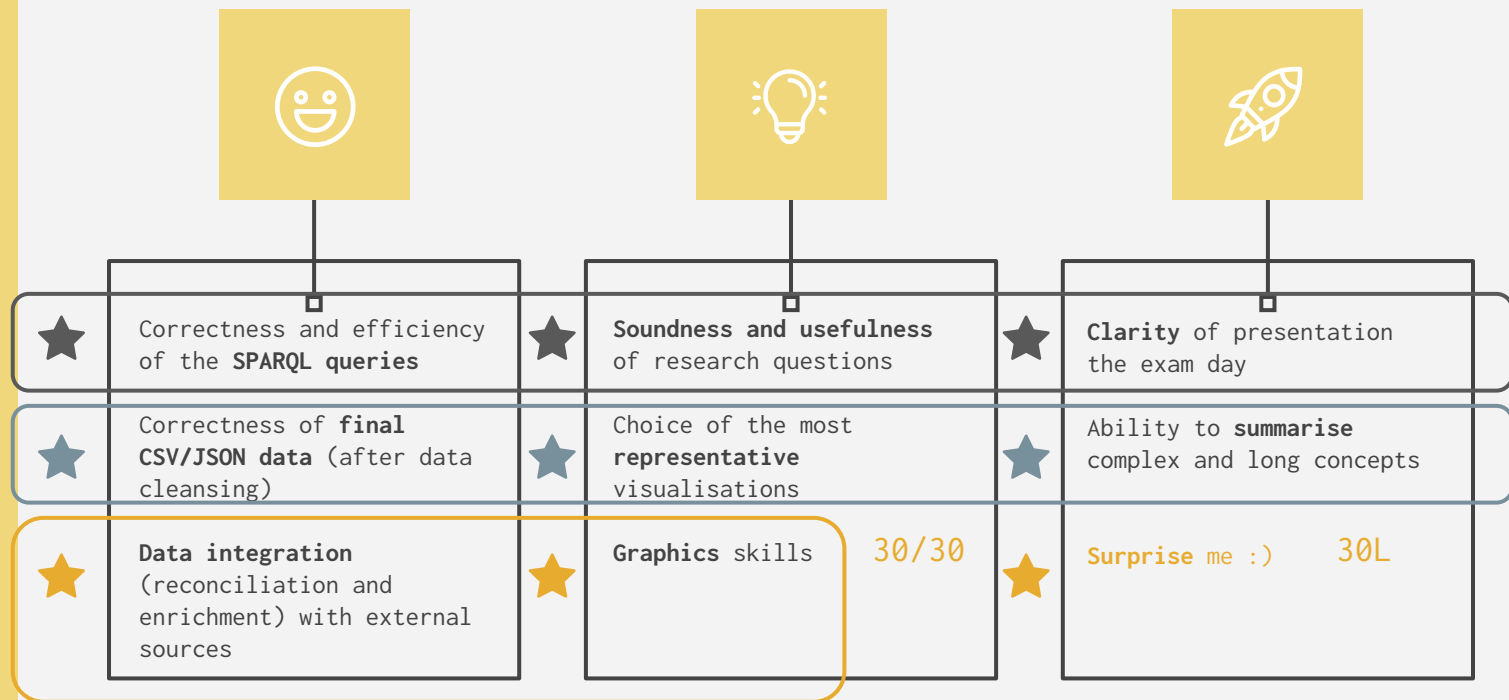 Correctness and efficiency
of the SPARQL queries
Correctness of final
CSV/JSON data (after data
cleansing)
Data integration
(reconciliation and
enrichment) with external
sources
Soundness and usefulness
of research questions
Choice of the most
representative
visualisations
Graphics skills
30/30
Clarity of presentation
the exam day
Ability to summarise
complex and long concepts
Surprise me :)
30L